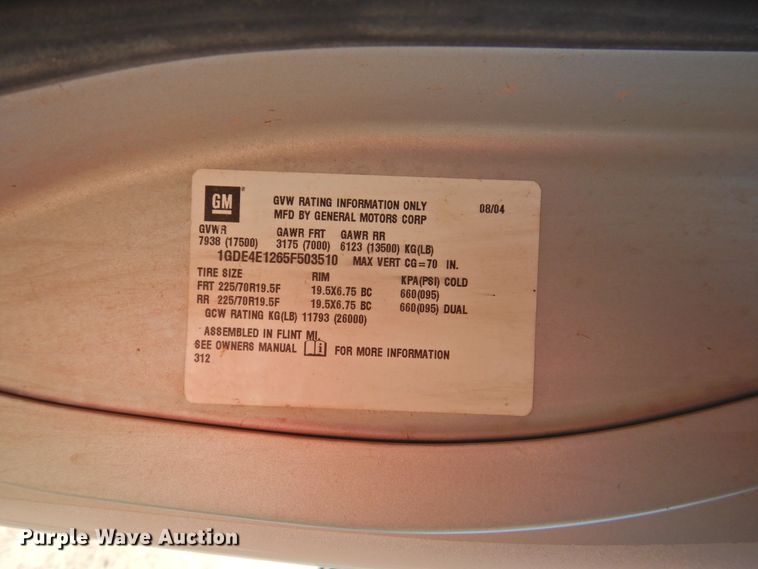 GM
GVW RATING INFORMATION ONLY 08/04
MFD BY GENERAL MOTORS CORP
GVWR GAWR FRT GAWR RR
7938 (17500) 3175 (7000) 6123 (13500) KG(LB)
1GDE4E1265F503510 MAX VERT CG=70 IN.
TIRE SIZE RIM KPA(PSI) COLD
FRT 225/70R19.5F 19.5X6.75 BC 660(095)
RR 225/70R19.5F 19.5X6.75 BC 660(095) DUAL
GCW RATING KG(LB) 11793 (26000)
ASSEMBLED IN FLINT MI.
SEE OWNERS MANUAL i FOR MORE INFORMATION
312
Purple Wave Auction